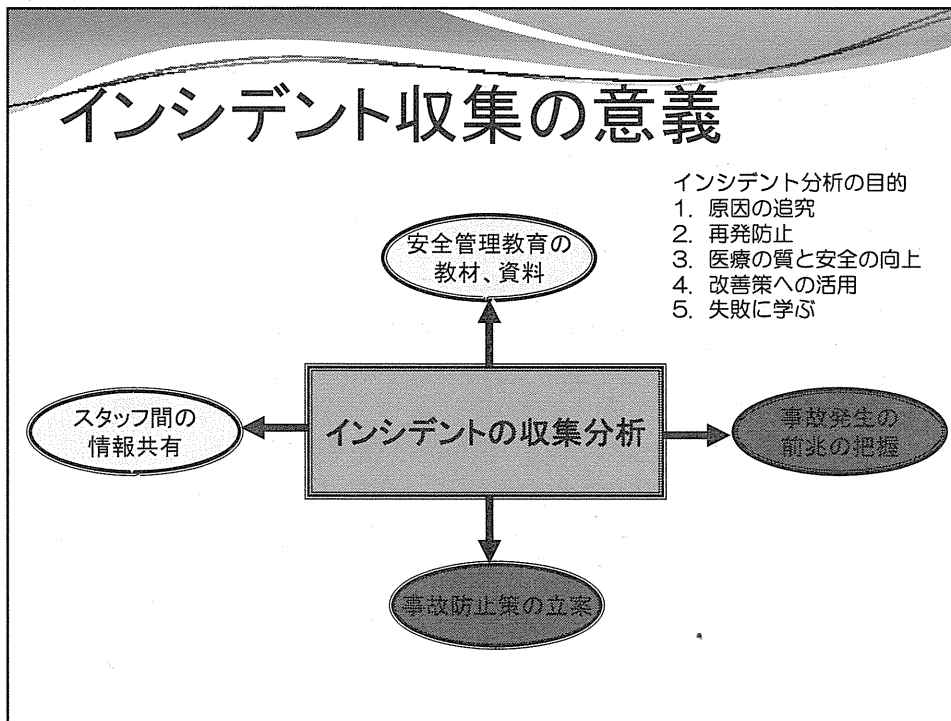 インシデント収集の意義
インシデント分析の目的
1. 原因の追究
2. 再発防止
3. 医療の質と安全の向上
4. 改善策への活用
5. 失敗に学ぶ
安全管理教育の
教材、資料
スタッフ間の
情報共有
インシデントの収集分析
事故発生の
前兆の把握
事故防止策の立案